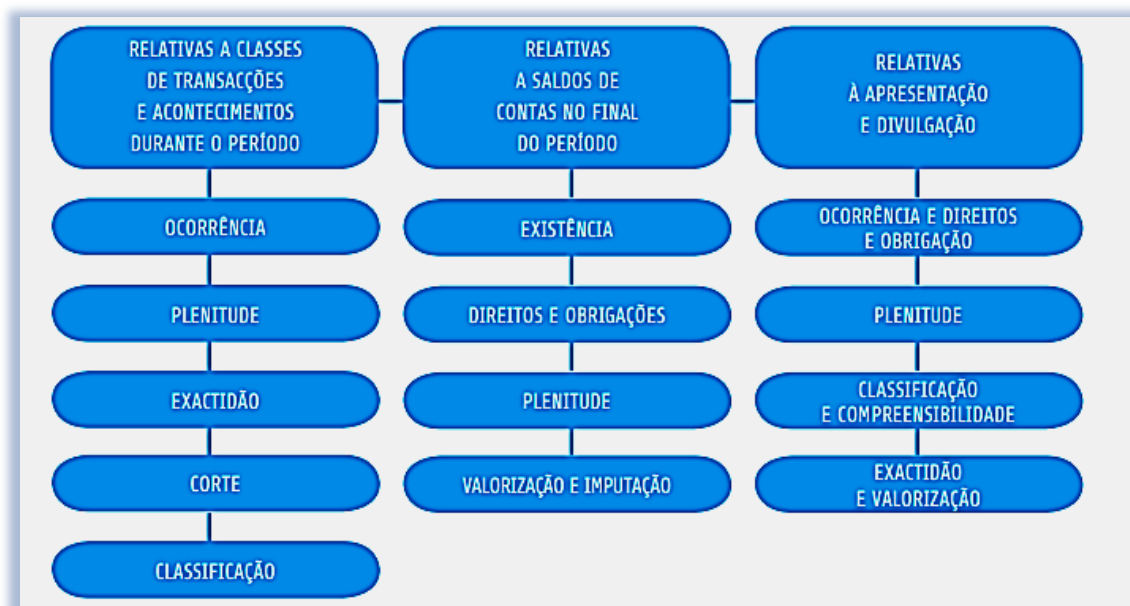 RELATIVAS A CLASSES
DE TRANSACÇÕES
E ACONTECIMENTOS
DURANTE O PERÍODO
OCORRÊNCIA
PLENITUDE
EXACTIDÃO
CORTE
CLASSIFICAÇÃO
RELATIVAS
A SALDOS DE
CONTAS NO FINAL
DO PERÍODO
EXISTÊNCIA
DIREITOS E OBRIGAÇÕES
PLENITUDE
VALORIZAÇÃO E IMPUTAÇÃO
RELATIVAS
À APRESENTAÇÃO
E DIVULGAÇÃO
OCORRÊNCIA E DIREITOS
E OBRIGAÇÃO
PLENITUDE
CLASSIFICAÇÃO
E COMPREENSIBILIDADE
EXACTIDÃO
E VALORIZAÇÃO